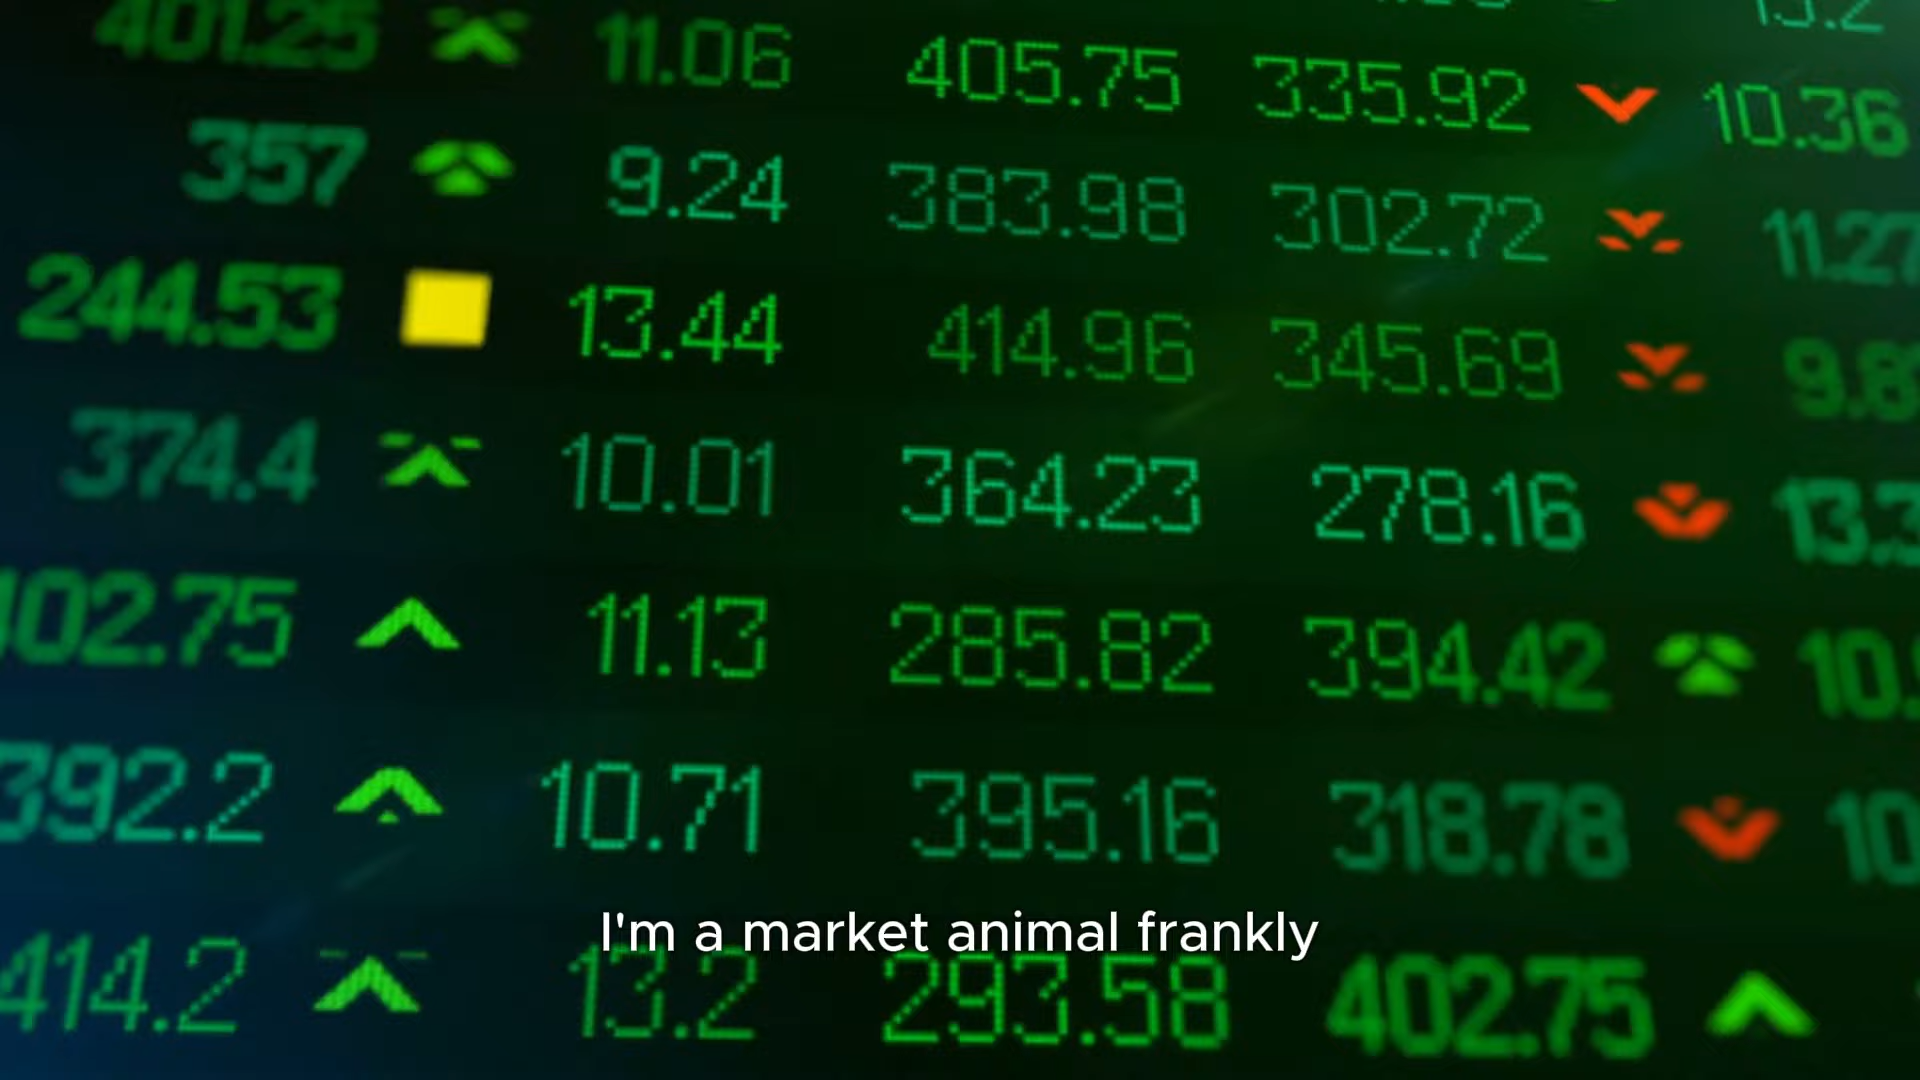 401.25 11.06 405.75 335.92 10.36
357 9.24 383.98 302.72 11.27
244.53 13.44 414.96 345.69
374.4 10.01 364.23 278.16
402.75 11.13 285.82 394.42
392.2 10.71 395.16 318.78
I'm a market animal frankly
414.2 13.2 293.58 402.75